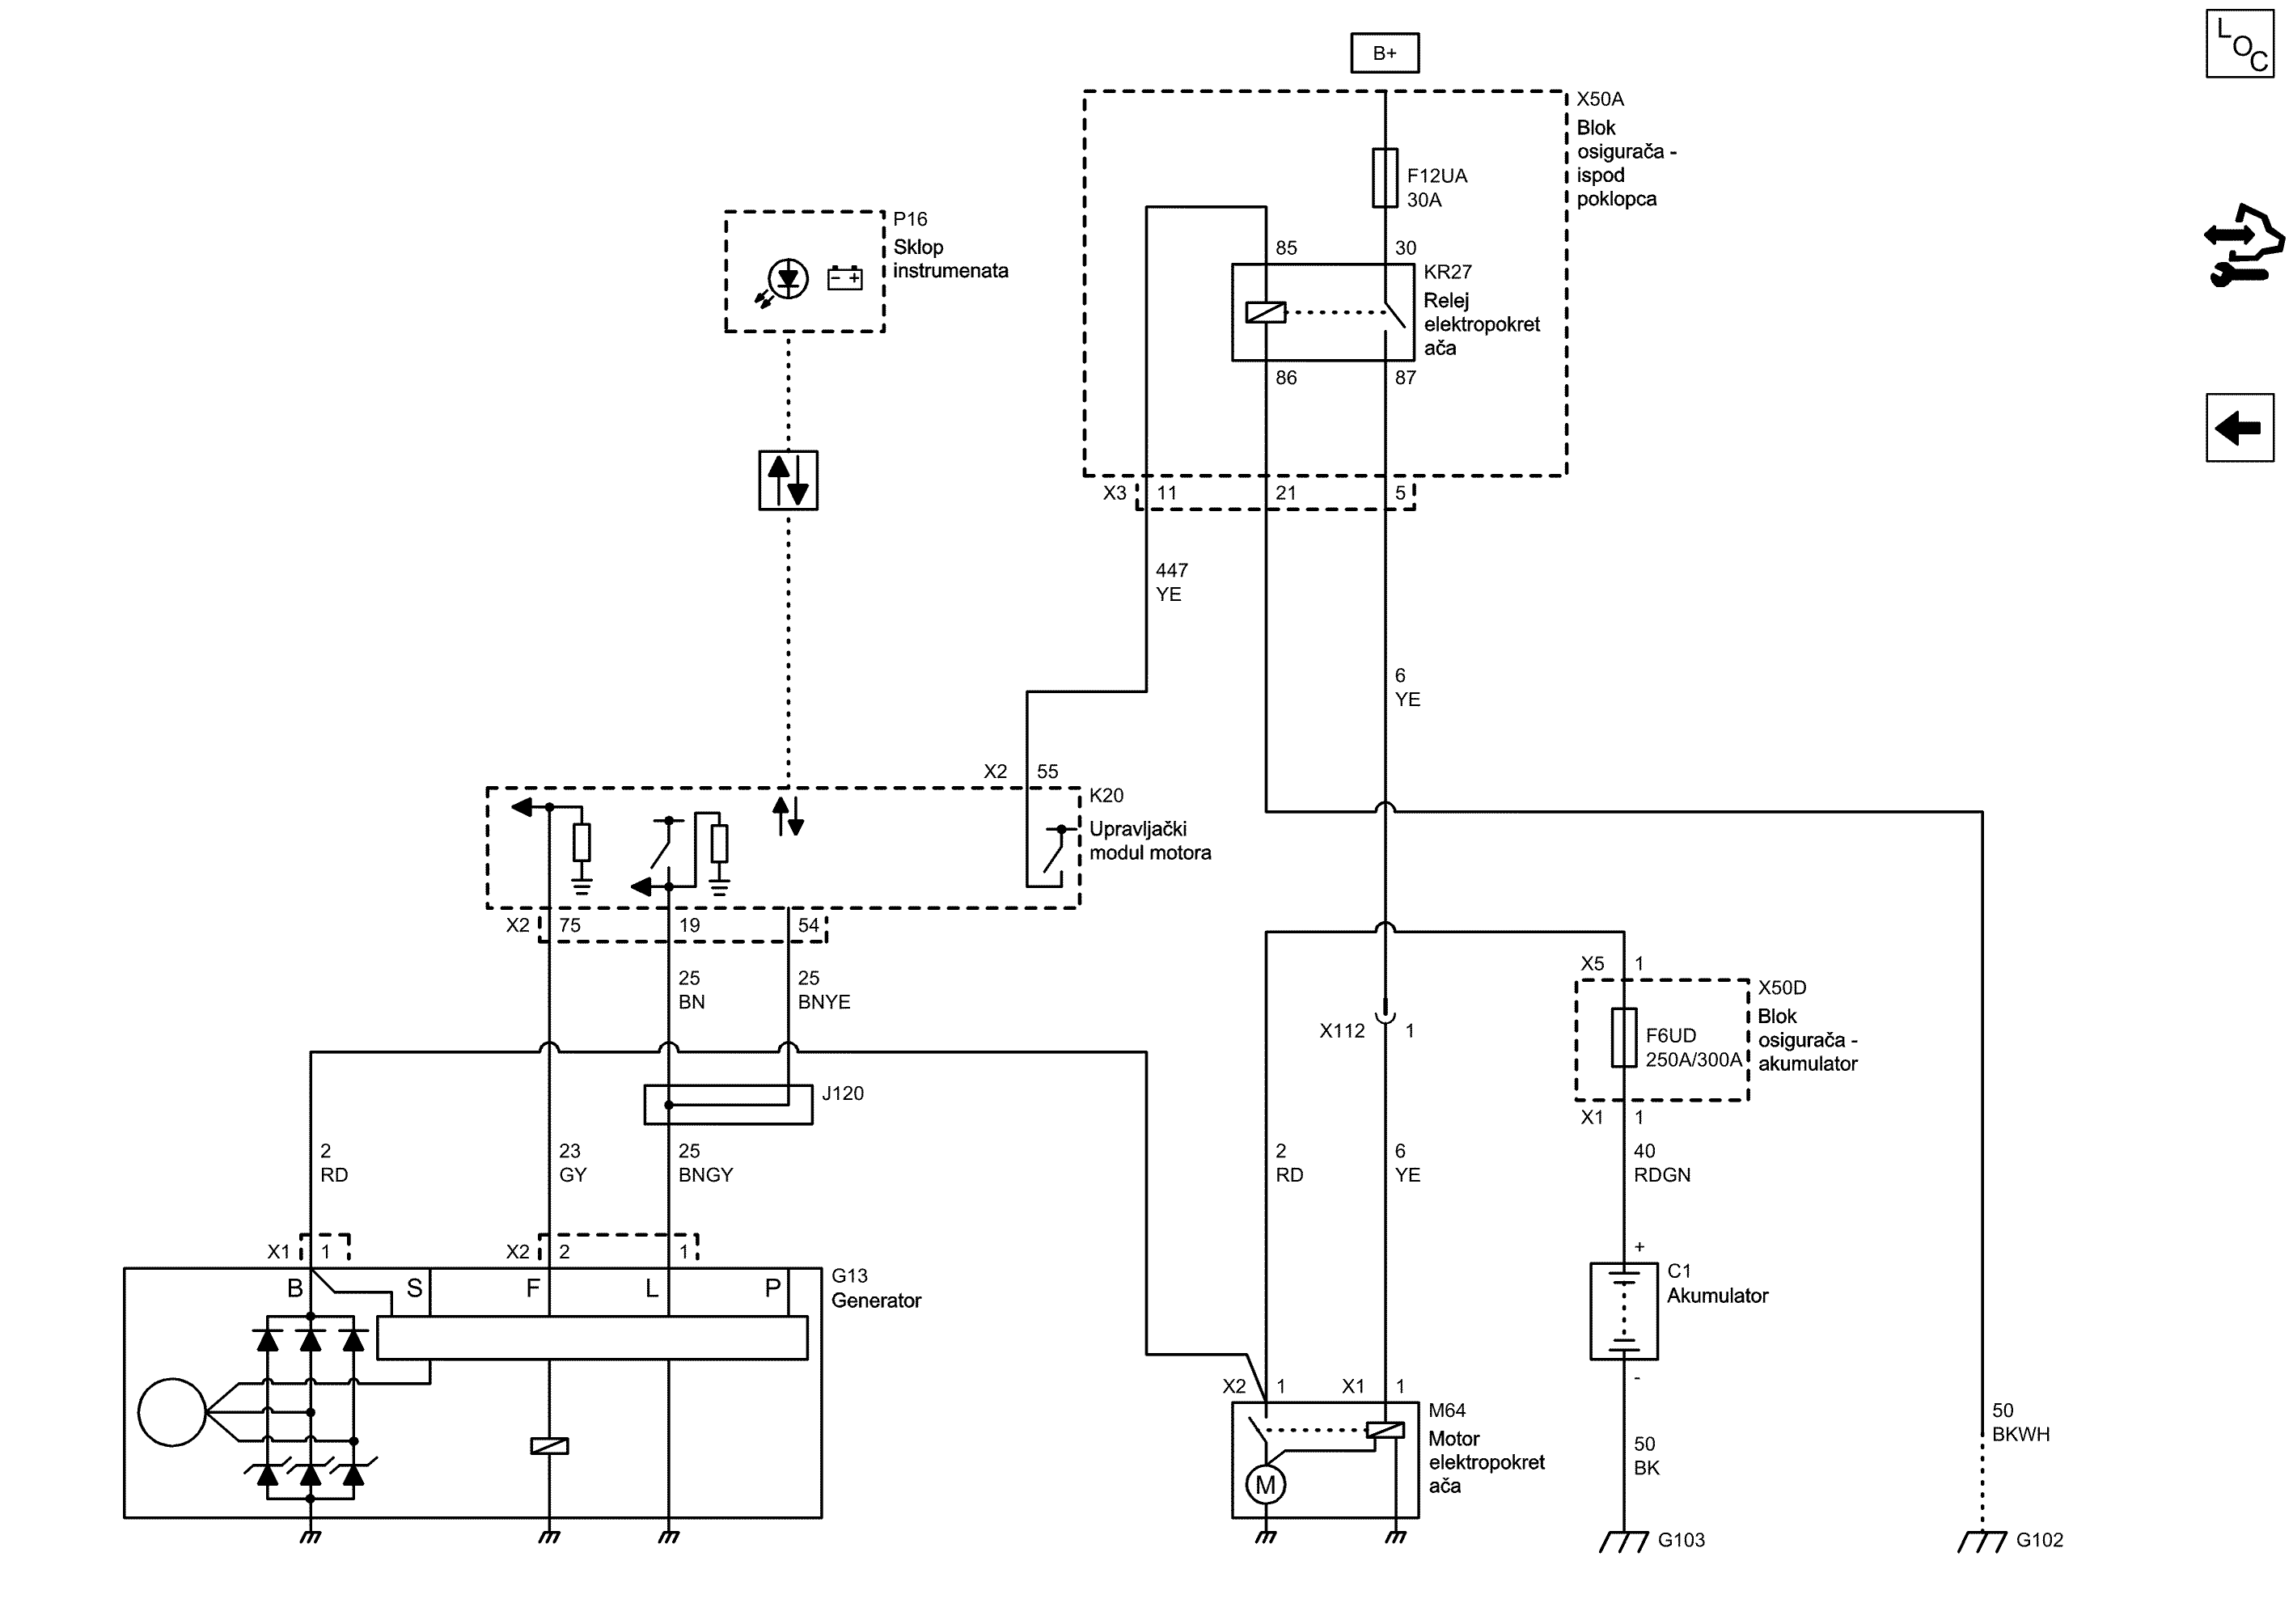 L
O
C
B+
X50A
Blok
osigurača -
ispod
poklopca
F12UA
30A
P16
Sklop
instrumenata
- +
85
30
KR27
Relej
elektropokret
ača
86
87
X3
11
21
5
447
YE
6
YE
X2
55
K20
Upravljački
modul motora
X2
75
19
54
25
BN
25
BNYE
X5
1
X50D
Blok
osigurača -
akumulator
F6UD
250A/300A
X112
1
J120
X1
1
2
RD
23
GY
25
BNGY
2
RD
6
YE
40
RDGN
X1
1
X2
2
1
+
G13
Generator
B
S
F
L
P
C1
Akumulator
-
X2
1
X1
1
M64
Motor
elektropokret
ača
M
50
BK
50
BKWH
G103
G102